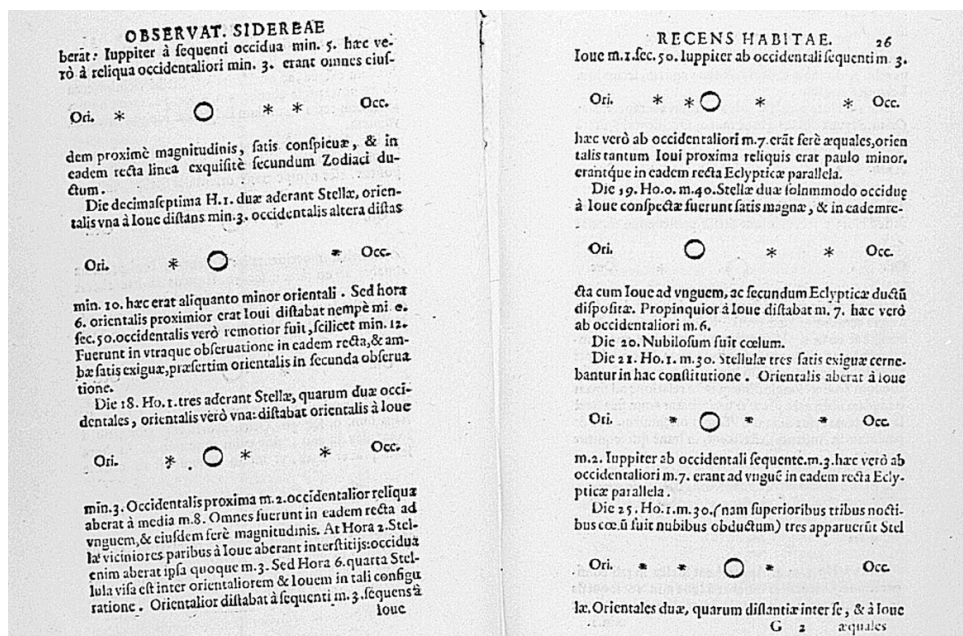 OBSERVAT. SIDEREAE
berāt: Iuppiter à ſequenti occidua min. 5. hæc ve-
rò à reliqua occidentaliori min. 3. erant omnes eiuſ-
Ori. * O * * Occ.
dem proximè magnitudinis, ſatis conſpicuæ, & in
eadem recta linea exquiſitè ſecundum Zodiaci du-
ctum.
Die decimaſeptima H. 1. duæ aderant Stellæ, orien-
talis vna à Ioue diſtans min. 3. occidentalis altera diſtās
Ori. * O * Occ.
min. 10. hæc erat aliquanto minor orientali. Sed hora
6. orientalis proximior erat Ioui diſtabat nempè mi. e.
ſec. 50. occidentalis verò remotior fuit, ſcilicet min. 12.
Fuerunt in vtraque obſeruatione in eadem recta, & am-
bæ ſatis exiguæ, præſertim orientalis in ſecunda obſerua
tione.
Die 18. Ho. 1. tres aderant Stellæ, quarum duæ occi-
dentales, orientalis verò vna: diſtabat orientalis à Ioue
Ori. * O * * Occ.
min. 3. Occidentalis proxima m. 2. occidentalior reliqua
aberat à media m. 8. Omnes fuerunt in eadem recta ad
vnguem, & eiuſdem ferè magnitudinis. At Hora 2. Stel-
læ viciniores paribus à Ioue aberant interſtitijs: occidua
enim aberat ipſa quoque m. 3. Sed Hora 6. quarta Stel-
lula viſa eſt inter orientaliorem & Iouem in tali configu
ratione. Orientalior diſtabat à ſequenti m. 3. ſequens à
Ioue
RECENS HABITAE. 26
Ioue m. 1. ſec. 50. Iuppiter ab occidentali ſequenti m. 3.
Ori. * * O * * Occ.
hæc verò ab occidentaliori m. 7. erāt ferè æquales, orien
talis tantum Ioui proxima reliquis erat paulo minor.
erantque in eadem recta Eclypticæ parallela.
Die 19. Ho. 0. m. 40. Stellæ duæ ſolummodo occiduę
à Ioue conſpectæ fuerunt ſatis magnæ, & in eadem re-
Ori. O * * Occ.
cta cum Ioue ad vnguem, ac ſecundum Eclypticæ ductū
diſpoſitæ. Propinquior à Ioue diſtabat m. 7. hæc verò
ab occidentaliori m. 6.
Die 20. Nubiloſum fuit cœlum.
Die 21. Ho. 1. m. 30. Stellulæ tres ſatis exiguæ cerne-
bantur in hac conſtitutione. Orientalis aberat à Ioue
Ori. * O * * Occ.
m. 2. Iuppiter ab occidentali ſequente. m. 3. hæc verò ab
occidentaliori m. 7. erant ad vnguē in eadem recta Ecly-
pticæ parallela.
Die 25. Ho. 1. m. 30. (nam ſuperioribus tribus nocti-
bus cœ.ū fuit nubibus obductum) tres apparuerūt Stel
Ori. * * O * Occ.
læ. Orientales duæ, quarum diſtantiæ inter ſe, & à Ioue
G 2 æquales